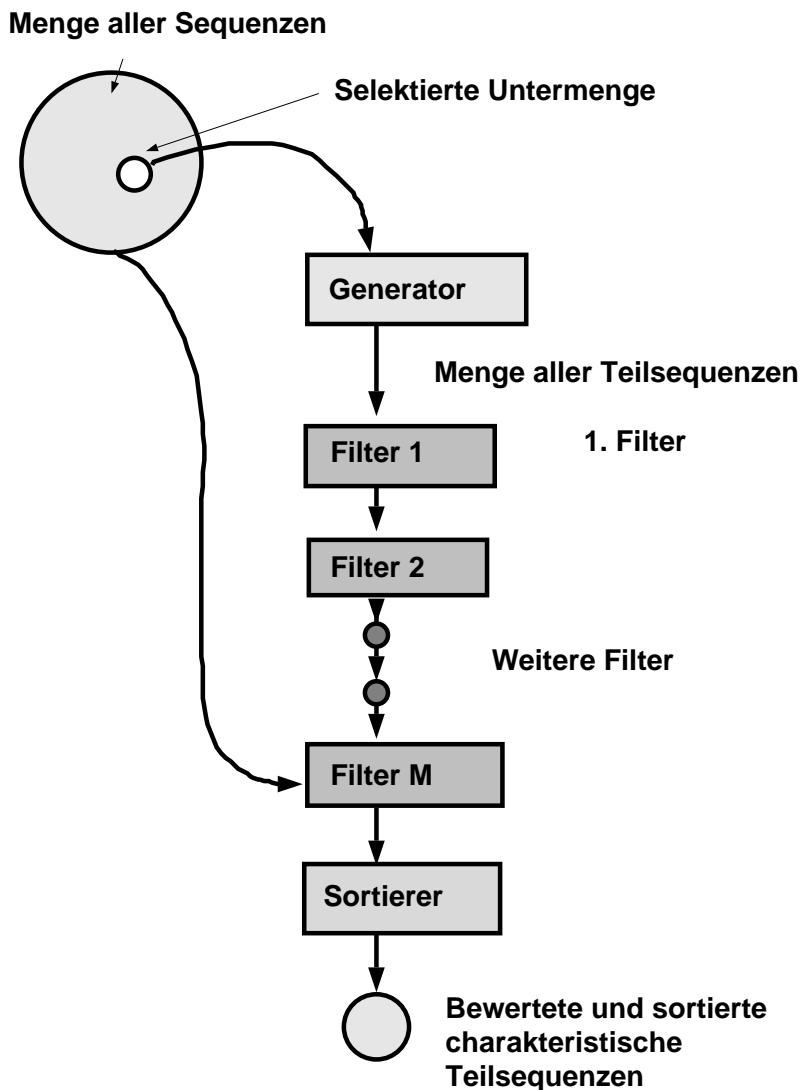 Menge aller Sequenzen
Selektierte Untermenge
Generator
Menge aller Teilsequenzen
Filter 1
1. Filter
Filter 2
Weitere Filter
Filter M
Sortierer
Bewertete und sortierte
charakteristische
Teilsequenzen